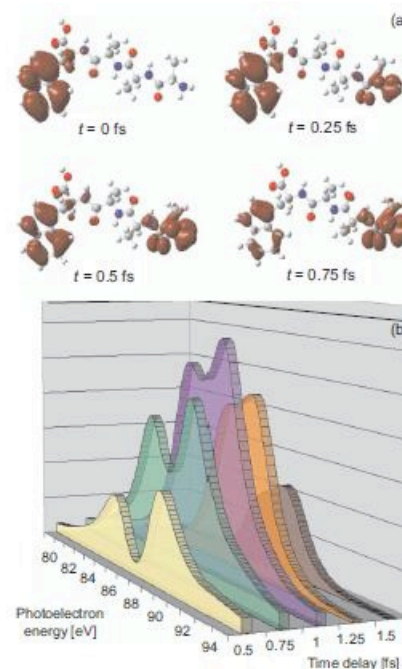 (a
t = 0 fs
t = 0.25 fs
t = 0.5 fs
t = 0.75 fs
(b
80
82
84
86
88
90
92
94
0.5
0.75
1
1.25
1.5
Photoelectron
energy [eV]
Time delay [fs]